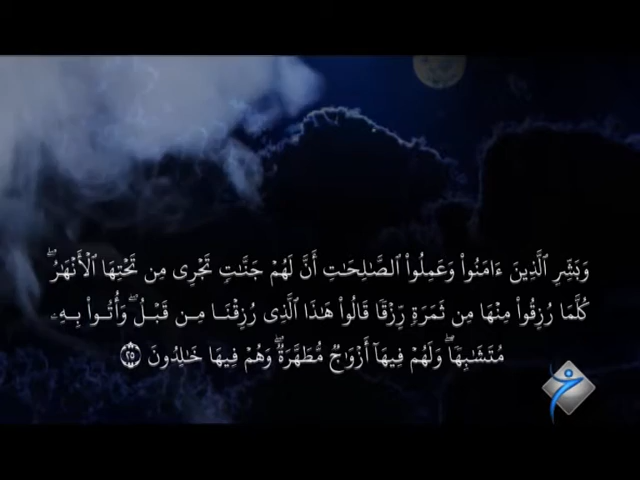 وَبَشِّرِ ٱلَّذِينَ ءَامَنُوا۟ وَعَمِلُوا۟ ٱلصَّـٰلِحَـٰتِ أَنَّ لَهُمْ جَنَّـٰتٍ تَجْرِى مِن تَحْتِهَا ٱلْأَنْهَـٰرُ ۖ
كُلَّمَا رُزِقُوا۟ مِنْهَا مِن ثَمَرَةٍ رِّزْقًا قَالُوا۟ هَـٰذَا ٱلَّذِى رُزِقْنَا مِن قَبْلُ ۖ وَأُتُوا۟ بِهِۦ
مُتَشَـٰبِهًا ۖ وَلَهُمْ فِيهَآ أَزْوَٰجٌ مُّطَهَّرَةٌ ۖ وَهُمْ فِيهَا خَـٰلِدُونَ ٢٥